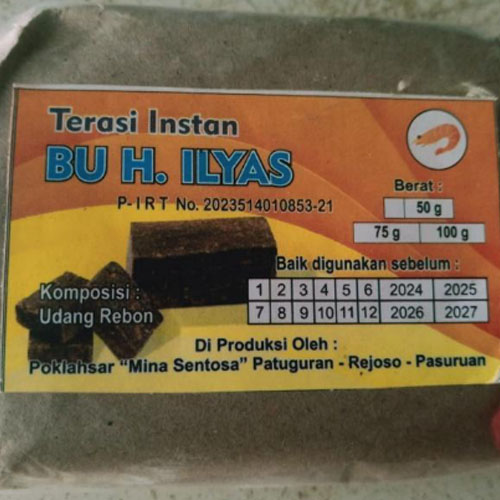 Terasi Instan
BU H. ILYAS
P-IRT No. 2023514010853-21
Berat :
50 g
75 g 100 g
Baik digunakan sebelum :
1 2 3 4 5 6 2024 2025
7 8 9 10 11 12 2026 2027
Komposisi :
Udang Rebon
Di Produksi Oleh :
Poklahsar "Mina Sentosa" Patuguran - Rejoso - Pasuruan